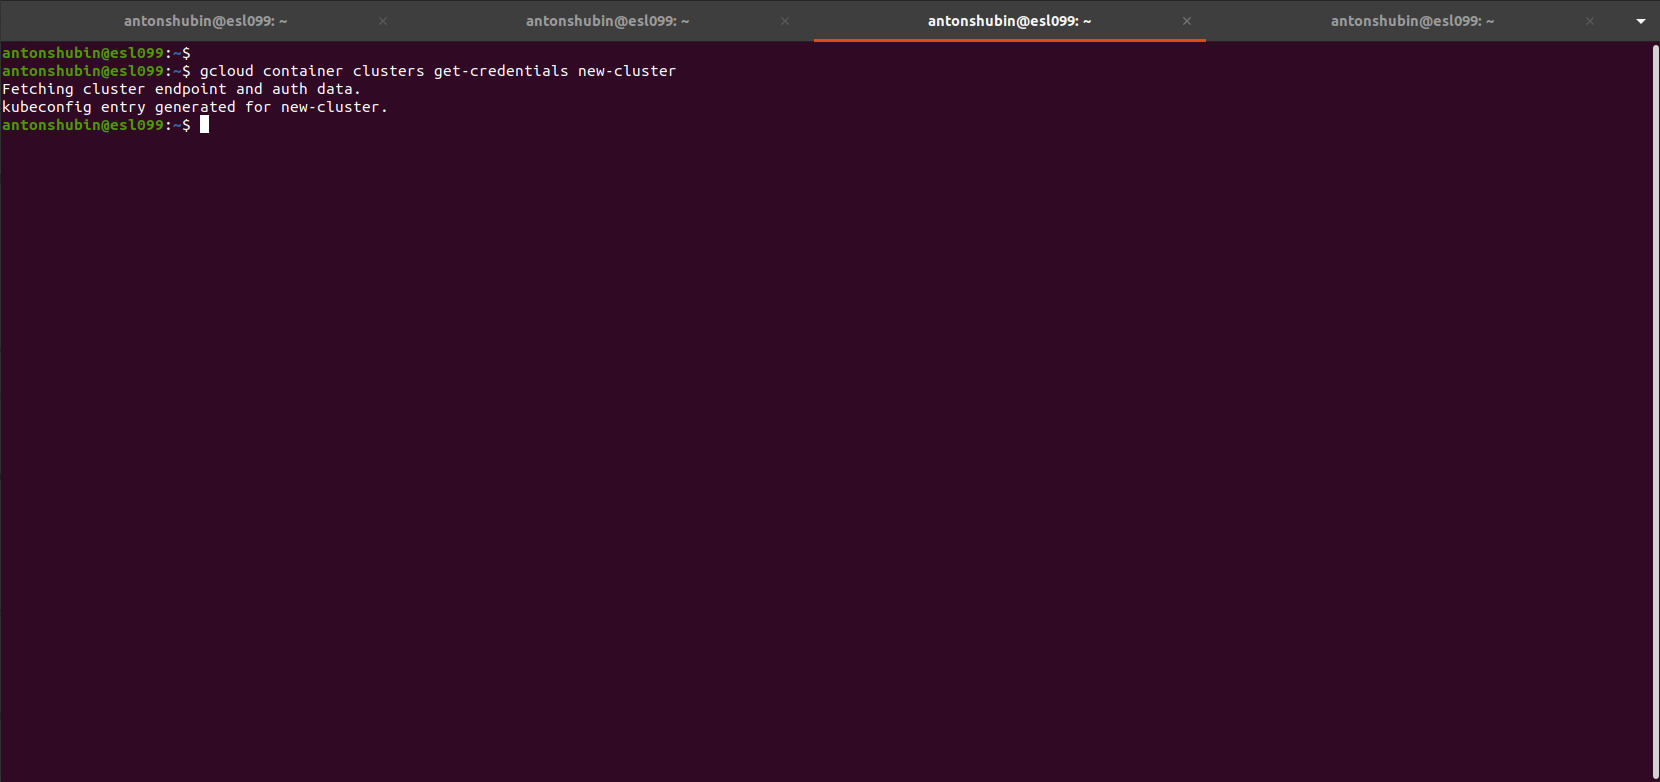 antonshubin@esl099: ~ × antonshubin@esl099: ~ × antonshubin@esl099: ~ × antonshubin@esl099: ~ ×
antonshubin@esl099:~$
antonshubin@esl099:~$ gcloud container clusters get-credentials new-cluster
Fetching cluster endpoint and auth data.
kubeconfig entry generated for new-cluster.
antonshubin@esl099:~$